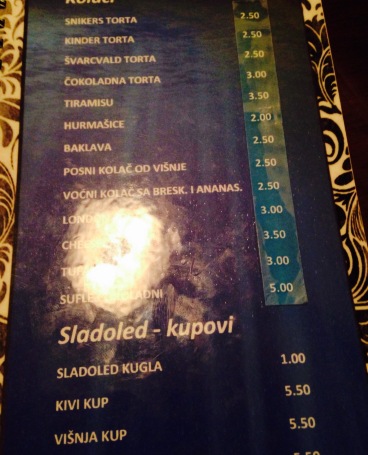 Kolači
SNIKERS TORTA 2.50
KINDER TORTA 2.50
ŠVARCVALD TORTA 2.50
ČOKOLADNA TORTA 3.00
TIRAMISU 3.50
HURMAŠICE 2.00
BAKLAVA 2.50
POSNI KOLAČ OD VIŠNJE 2.50
VOĆNI KOLAČ SA BRESK. I ANANAS. 2.50
3.00
3.50
3.00
5.00
Sladoled - kupovi
SLADOLED KUGLA 1.00
KIVI KUP 5.50
VIŠNJA KUP 5.50
5.50